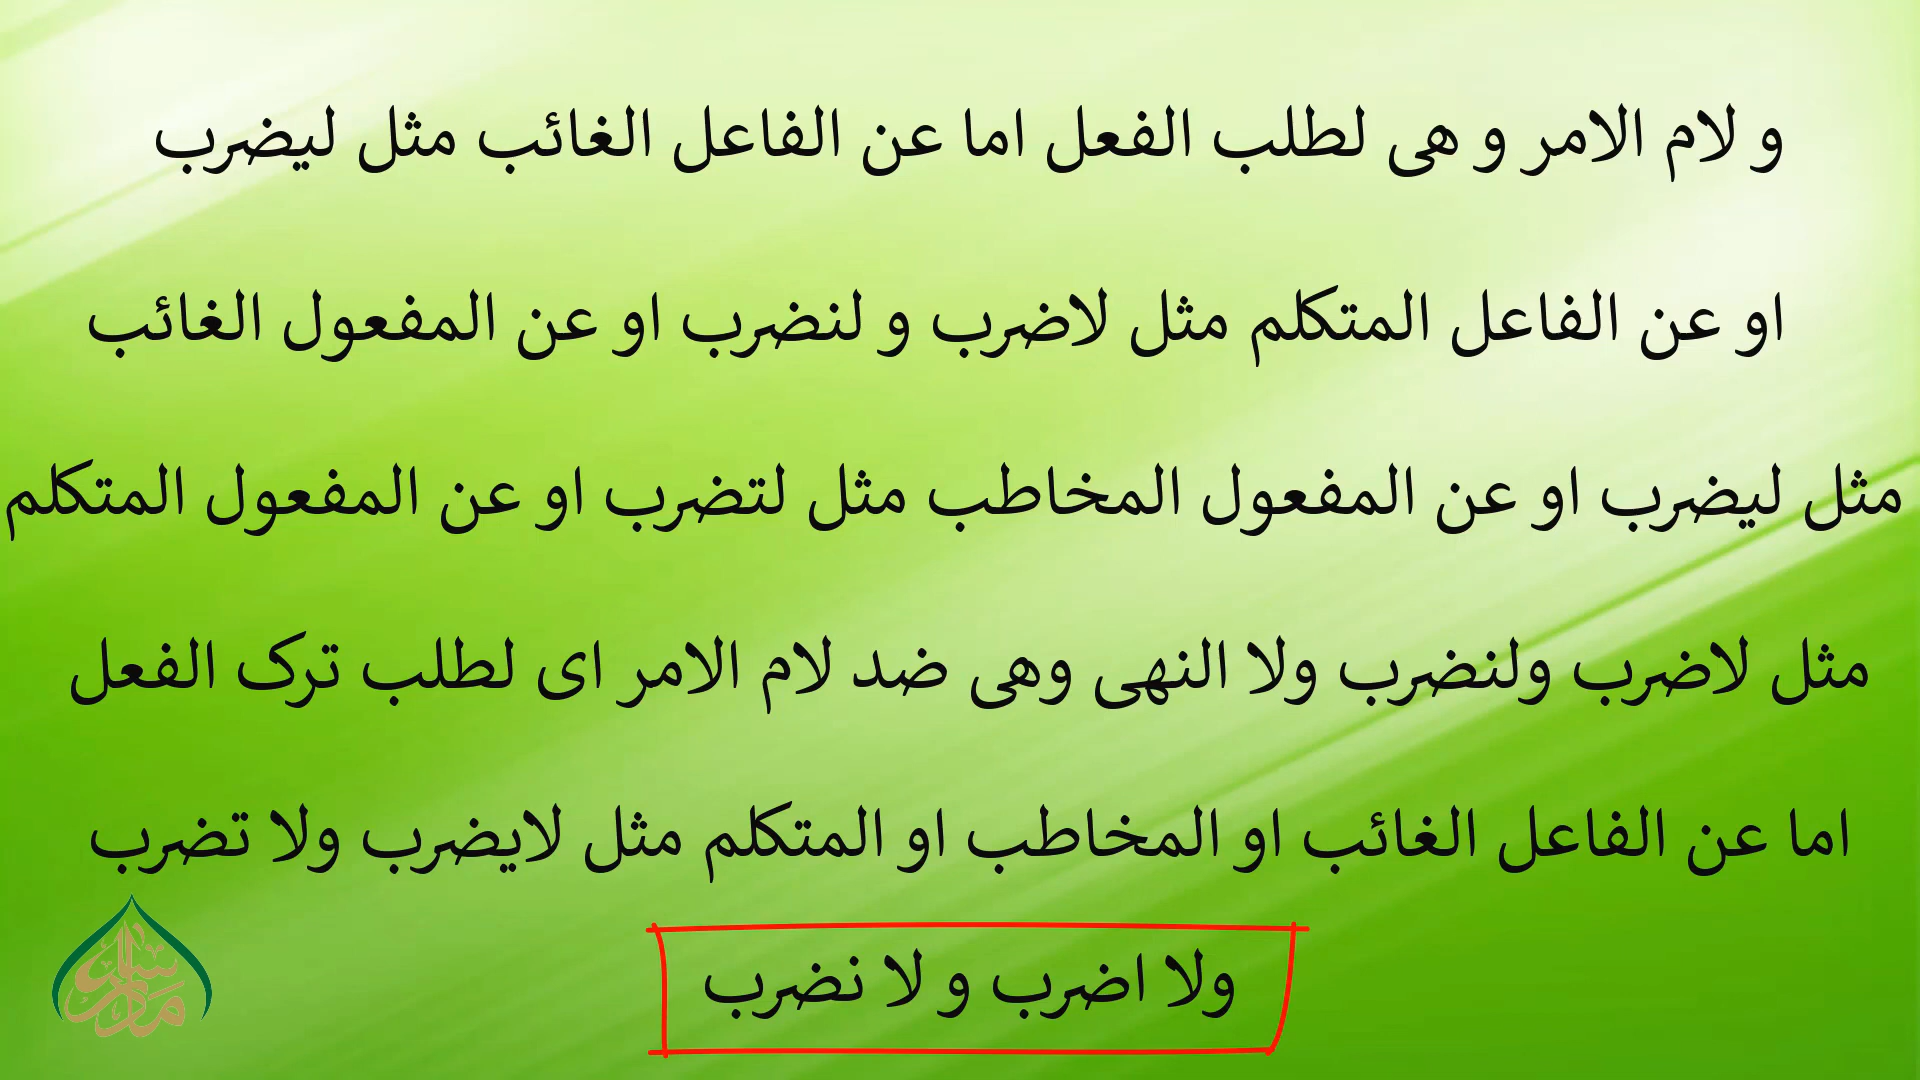 و لام الامر و هی لطلب الفعل اما عن الفاعل الغائب مثل ليضرب
او عن الفاعل المتکلم مثل لاضرب و لنضرب او عن المفعول الغائب
مثل ليضرب او عن المفعول المخاطب مثل لتضرب او عن المفعول المتکلم
مثل لاضرب ولنضرب ولا النهی وهی ضد لام الامر ای لطلب ترک الفعل
اما عن الفاعل الغائب او المخاطب او المتکلم مثل لايضرب ولا تضرب
ولا اضرب و لا نضرب